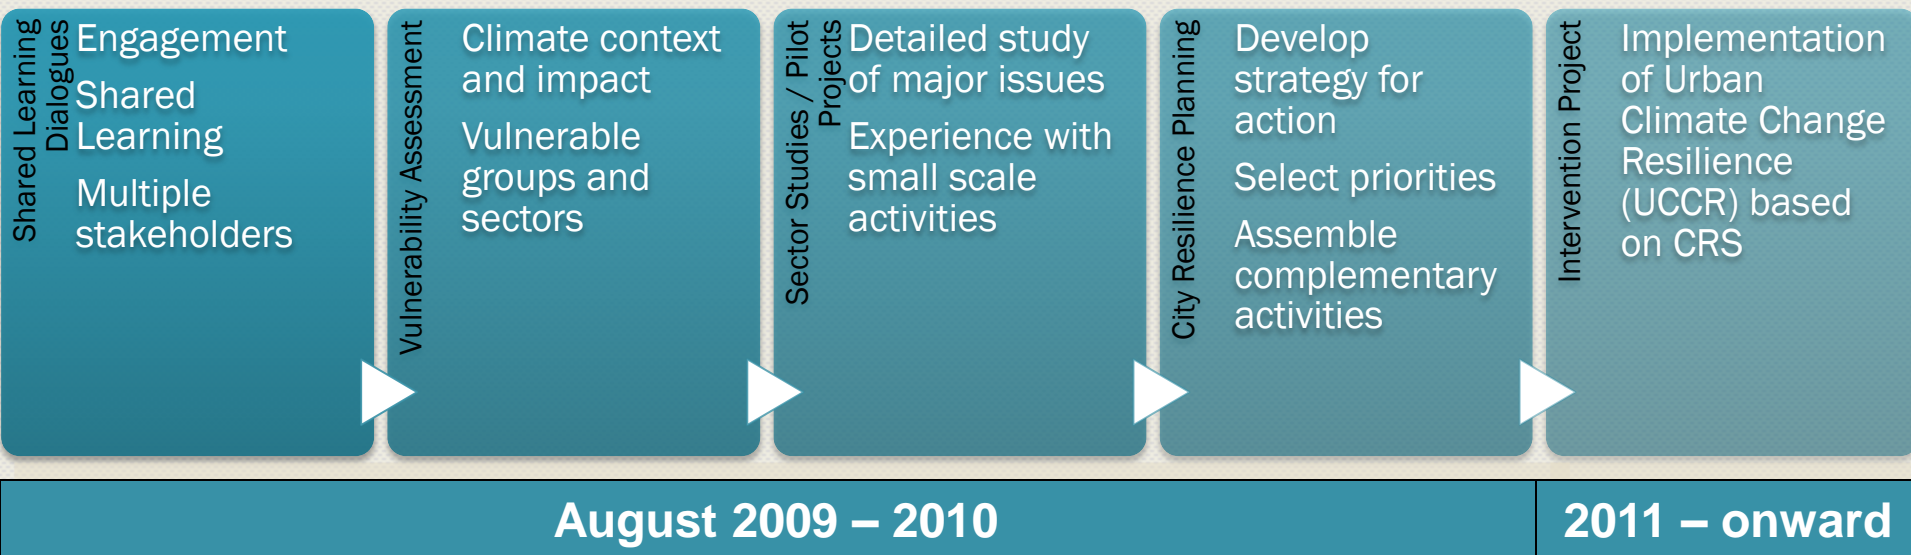 Shared Learning
Dialogues
Engagement
Shared
Learning
Multiple
stakeholders
Vulnerability Assessment
Climate context
and impact
Vulnerable
groups and
sectors
Sector Studies / Pilot
Projects
Detailed study
of major issues
Experience with
small scale
activities
City Resilience Planning
Develop
strategy for
action
Select priorities
Assemble
complementary
activities
Intervention Project
Implementation
of Urban
Climate Change
Resilience
(UCCR) based
on CRS
August 2009 – 2010
2011 – onward